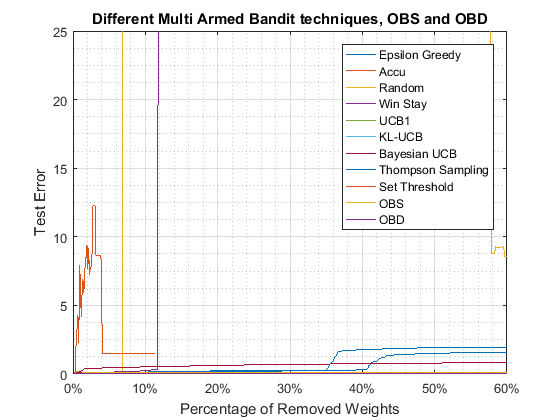 Different Multi Armed Bandit techniques, OBS and OBD
25
20
15
10
5
0
Test Error
0%
10%
20%
30%
40%
50%
60%
Percentage of Removed Weights
Epsilon Greedy
Accu
Random
Win Stay
UCB1
KL-UCB
Bayesian UCB
Thompson Sampling
Set Threshold
OBS
OBD